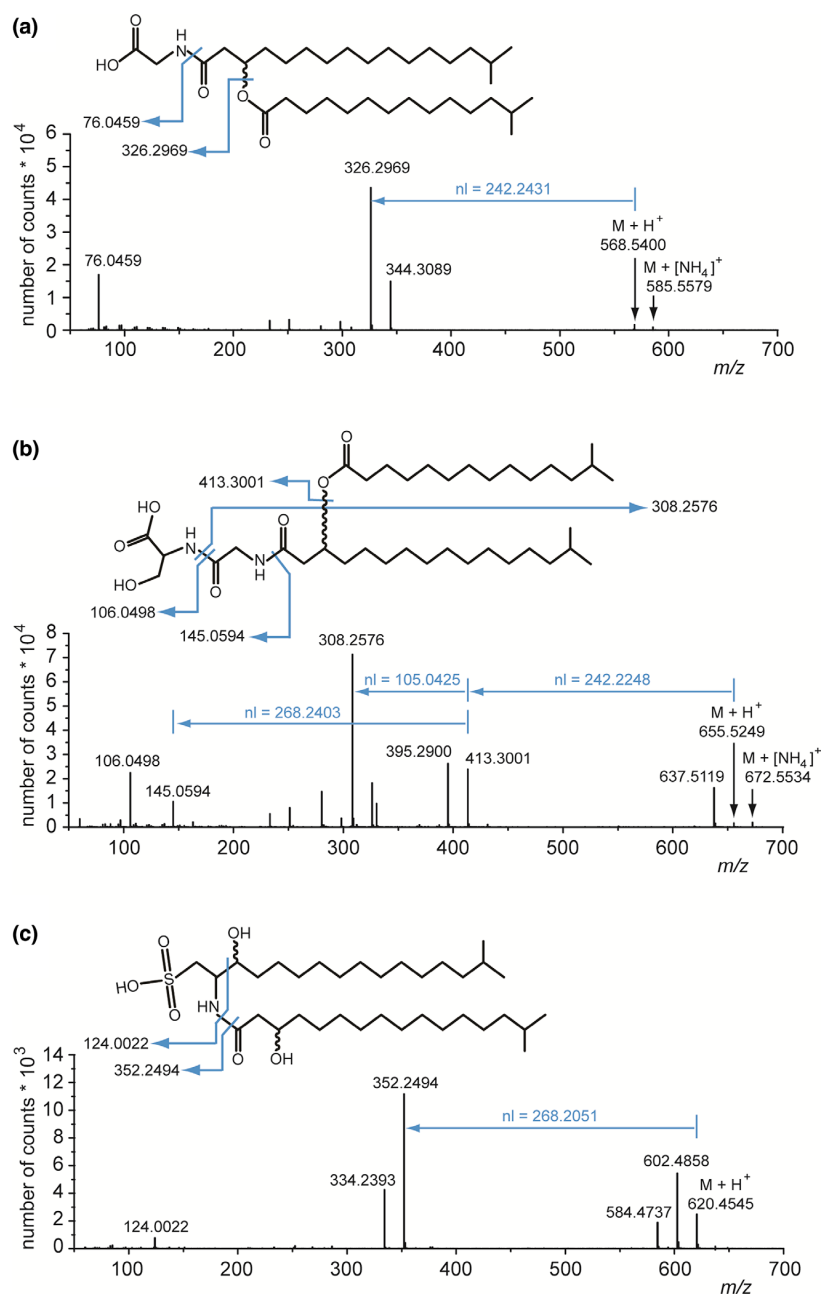 (a)
O
H
N
HO
O
O
76.0459
O
326.2969
number of counts * 10⁴
6
5
4
3
2
1
0
326.2969
nl = 242.2431
M + H⁺
568.5400
M + [NH₄]⁺
585.5579
76.0459
344.3089
100 200 300 400 500 600 700
m/z
(b)
O
413.3001
O
308.2576
HO
H
O
O
N
N
HO
O
H
106.0498
145.0594
number of counts * 10⁴
8
7
6
5
4
3
2
1
0
308.2576
nl = 105.0425
nl = 242.2248
nl = 268.2403
M + H⁺
655.5249
M + [NH₄]⁺
672.5534
106.0498
145.0594
395.2900
413.3001
637.5119
100 200 300 400 500 600 700
m/z
(c)
OH
O
HO
S
O
HN
124.0022
O
OH
352.2494
number of counts * 10³
14
12
10
8
6
4
2
0
352.2494
nl = 268.2051
602.4858
M + H⁺
334.2393
620.4545
584.4737
124.0022
100 200 300 400 500 600 700
m/z